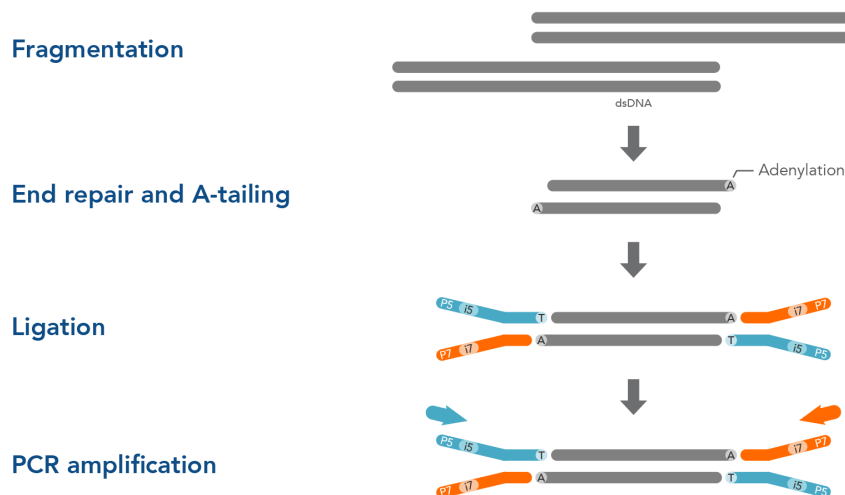 Fragmentation
dsDNA
Adenylation
A
End repair and A-tailing
A
P5 i5 T A i7 P7
Ligation
P7 i7 A T i5 P5
P5 i5 T A i7 P7
PCR amplification
P7 i7 A T i5 P5